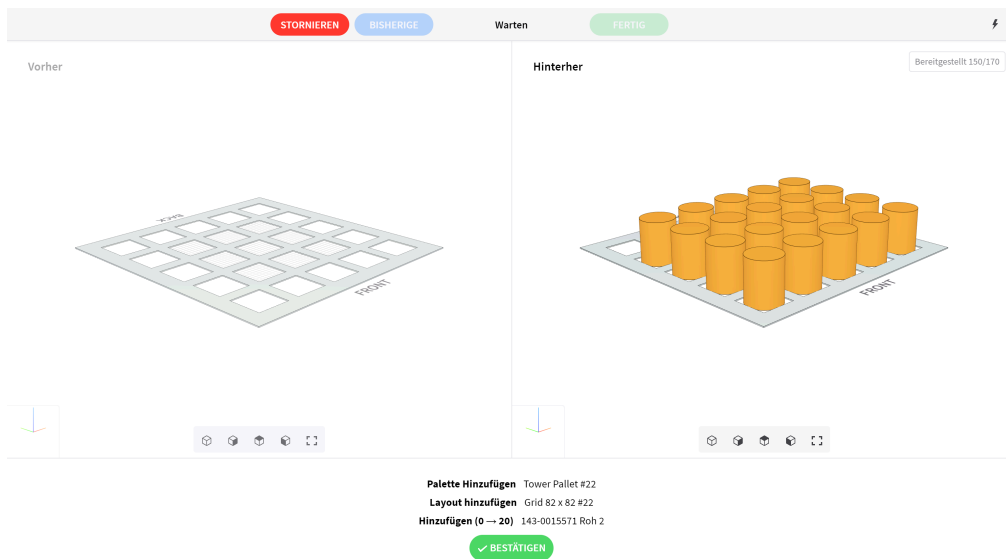 STORNIEREN BISHERIGE Warten FERTIG
Vorher
Hinterher
Bereitgestellt 150/170
BACK
FRONT
FRONT
Palette Hinzufügen Tower Pallet #22
Layout hinzufügen Grid 82 x 82 #22
Hinzufügen (0 → 20) 143-0015571 Roh 2
BESTÄTIGEN